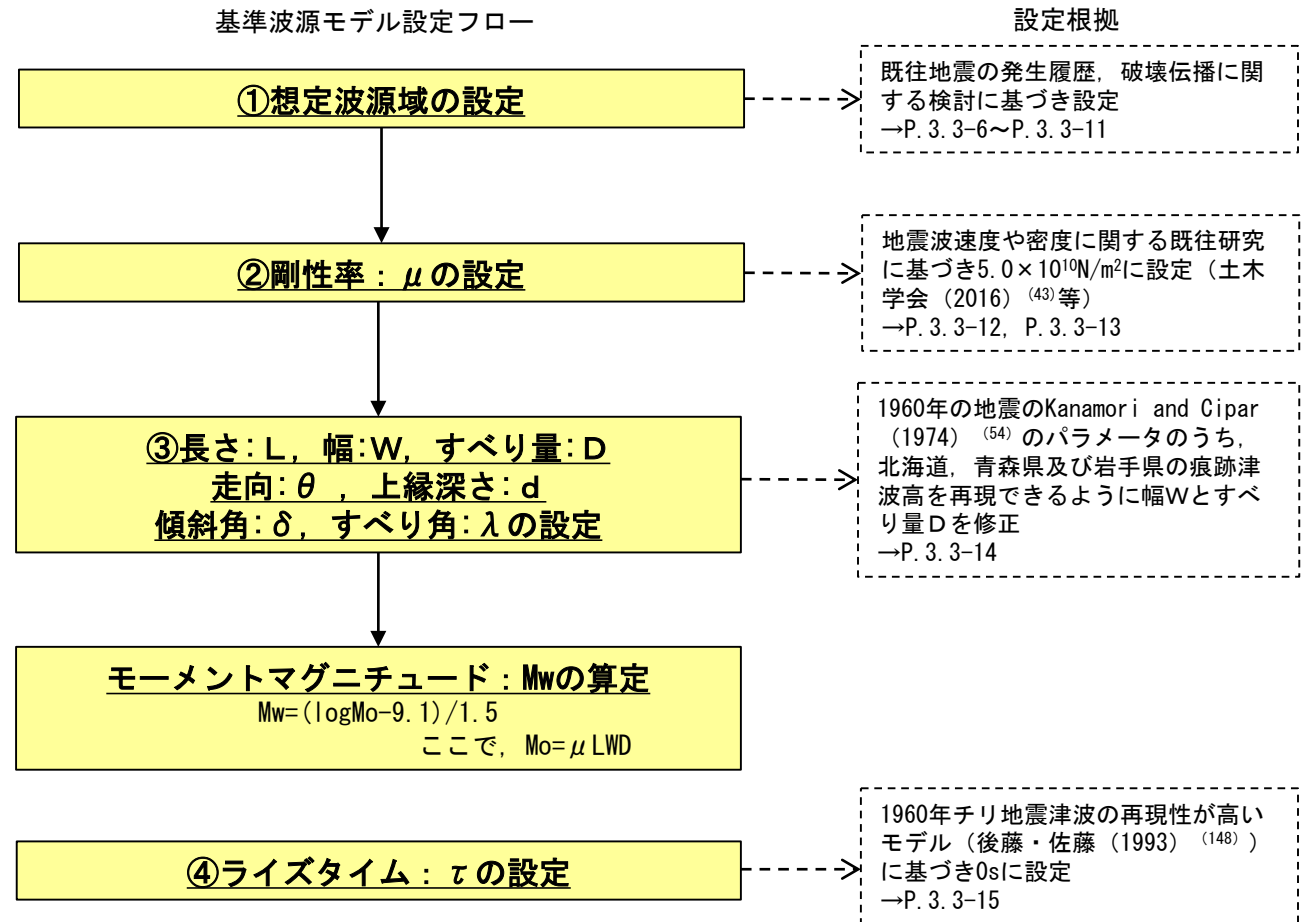 基準波源モデル設定フロー
設定根拠
①想定波源域の設定
既往地震の発生履歴，破壊伝播に関
する検討に基づき設定
→P.3.3-6～P.3.3-11
②剛性率：μの設定
地震波速度や密度に関する既往研究
に基づき5.0×10¹⁰N/m²に設定（土木
学会（2016）⁽⁴³⁾等）
→P.3.3-12, P.3.3-13
③長さ：Ｌ，幅：Ｗ，すべり量：Ｄ
走向：θ ，上縁深さ：ｄ
傾斜角：δ，すべり角：λの設定
1960年の地震のKanamori and Cipar
（1974）⁽⁵⁴⁾のパラメータのうち，
北海道，青森県及び岩手県の痕跡津
波高を再現できるように幅Ｗとすべ
り量Ｄを修正
→P.3.3-14
モーメントマグニチュード：Mwの算定
Mw=(logMo-9.1)/1.5
ここで，Mo=μLWD
④ライズタイム：τの設定
1960年チリ地震津波の再現性が高い
モデル（後藤・佐藤（1993）⁽¹⁴⁸⁾）
に基づき0sに設定
→P.3.3-15